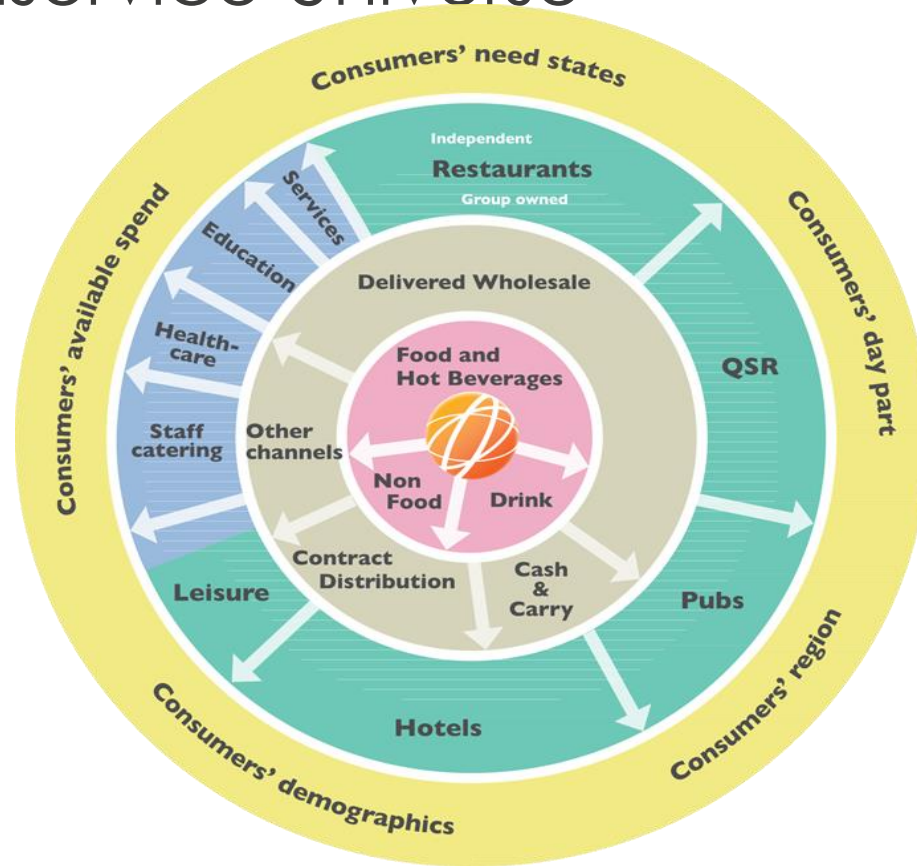 Consumers' need states
Consumers' day part
Consumers' region
Consumers' demographics
Consumers' available spend
Independent
Restaurants
Group owned
QSR
Pubs
Hotels
Leisure
Staff
catering
Health-
care
Education
Services
Delivered Wholesale
Cash
&
Carry
Contract
Distribution
Other
channels
Food and
Hot Beverages
Drink
Non
Food